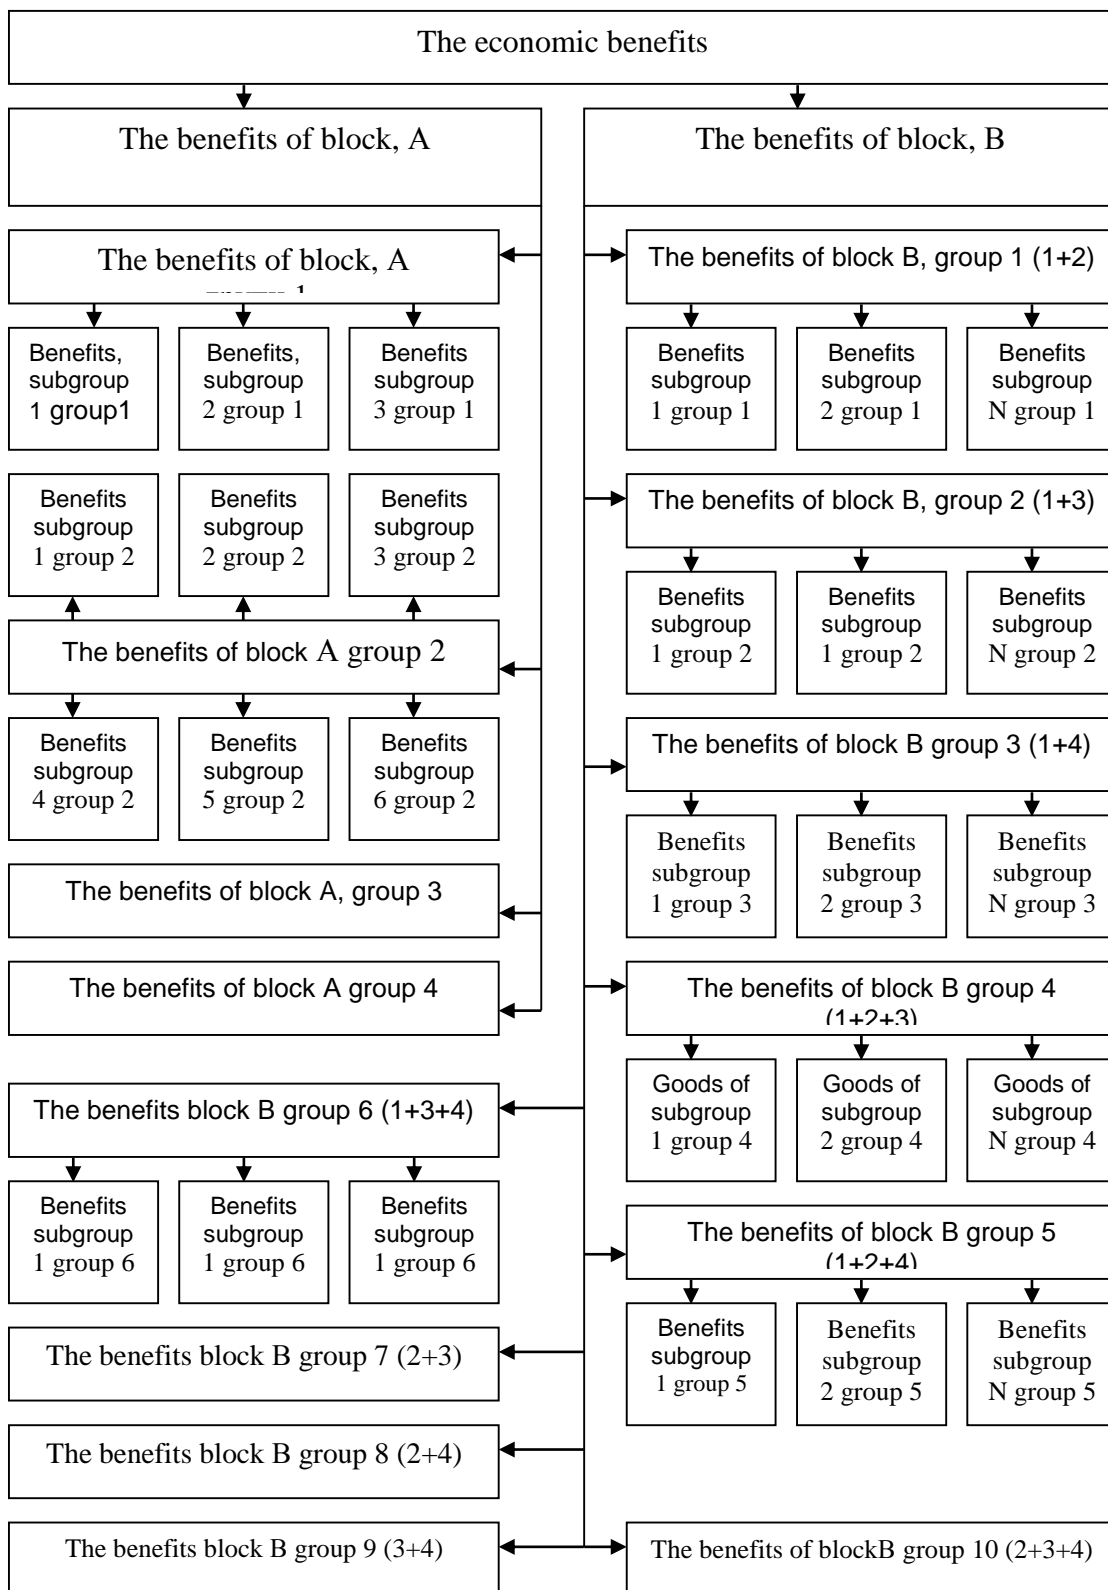 The economic benefits
The benefits of block, A
The benefits of block, B
The benefits of block, A
The benefits of block B, group 1 (1+2)
Benefits,
subgroup
1 group1
Benefits,
subgroup
2 group 1
Benefits
subgroup
3 group 1
Benefits
subgroup
1 group 1
Benefits
subgroup
2 group 1
Benefits
subgroup
N group 1
Benefits
subgroup
1 group 2
Benefits
subgroup
2 group 2
Benefits
subgroup
3 group 2
The benefits of block B, group 2 (1+3)
Benefits
subgroup
1 group 2
Benefits
subgroup
1 group 2
Benefits
subgroup
N group 2
The benefits of block A group 2
Benefits
subgroup
4 group 2
Benefits
subgroup
5 group 2
Benefits
subgroup
6 group 2
The benefits of block B group 3 (1+4)
Benefits
subgroup
1 group 3
Benefits
subgroup
2 group 3
Benefits
subgroup
N group 3
The benefits of block A, group 3
The benefits of block A group 4
The benefits of block B group 4
(1+2+3)
Goods of
subgroup
1 group 4
Goods of
subgroup
2 group 4
Goods of
subgroup
N group 4
The benefits block B group 6 (1+3+4)
Benefits
subgroup
1 group 6
Benefits
subgroup
1 group 6
Benefits
subgroup
1 group 6
The benefits of block B group 5
(1+2+4)
Benefits
subgroup
1 group 5
Benefits
subgroup
2 group 5
Benefits
subgroup
N group 5
The benefits block B group 7 (2+3)
The benefits block B group 8 (2+4)
The benefits block B group 9 (3+4)
The benefits of blockB group 10 (2+3+4)